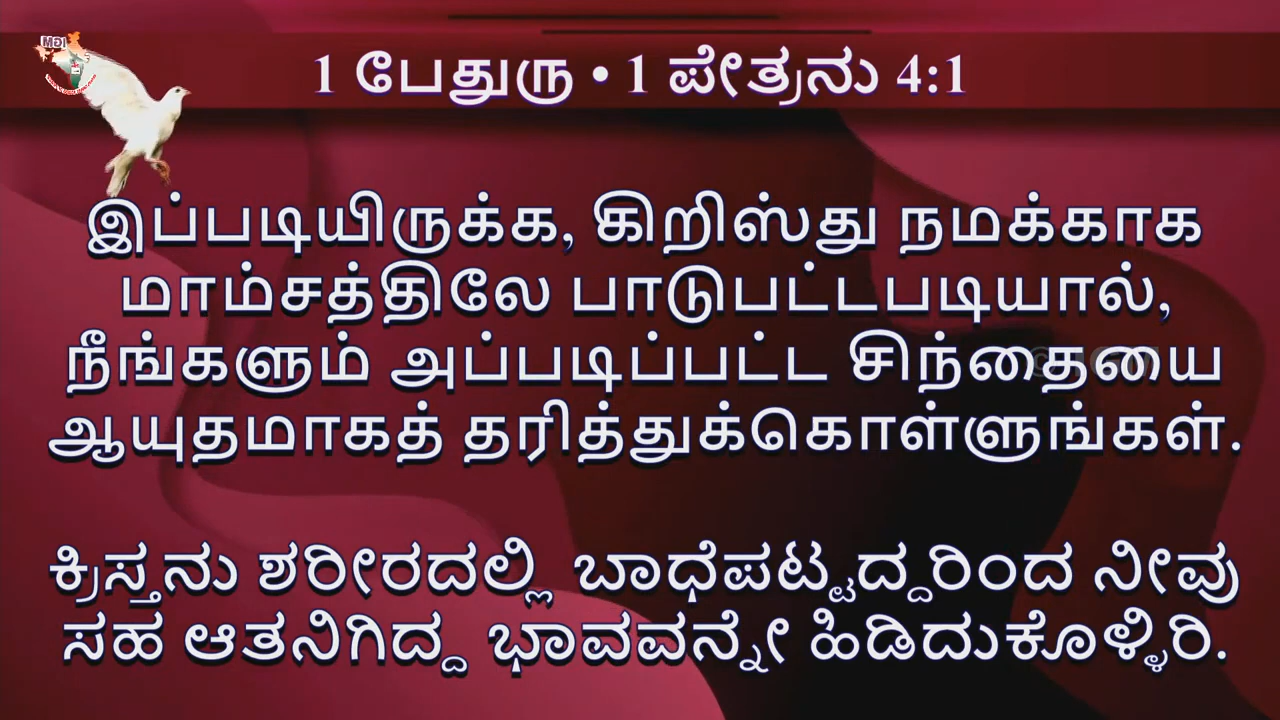 MGI
1 பேதுரு • 1 ಪೇತ್ರನು 4:1
இப்படியிருக்க, கிறிஸ்து நமக்காக
மாம்சத்திலே பாடுபட்டபடியால்,
நீங்களும் அப்படிப்பட்ட சிந்தையை
ஆயுதமாகத் தரித்துக்கொள்ளுங்கள்.
ಕ್ರಿಸ್ತನು ಶರೀರದಲ್ಲಿ ಬಾಧೆಪಟ್ಟದ್ದರಿಂದ ನೀವು
ಸಹ ಆತನಿಗಿದ್ದ ಭಾವವನ್ನೇ ಹಿಡಿದುಕೊಳ್ಳಿರಿ.